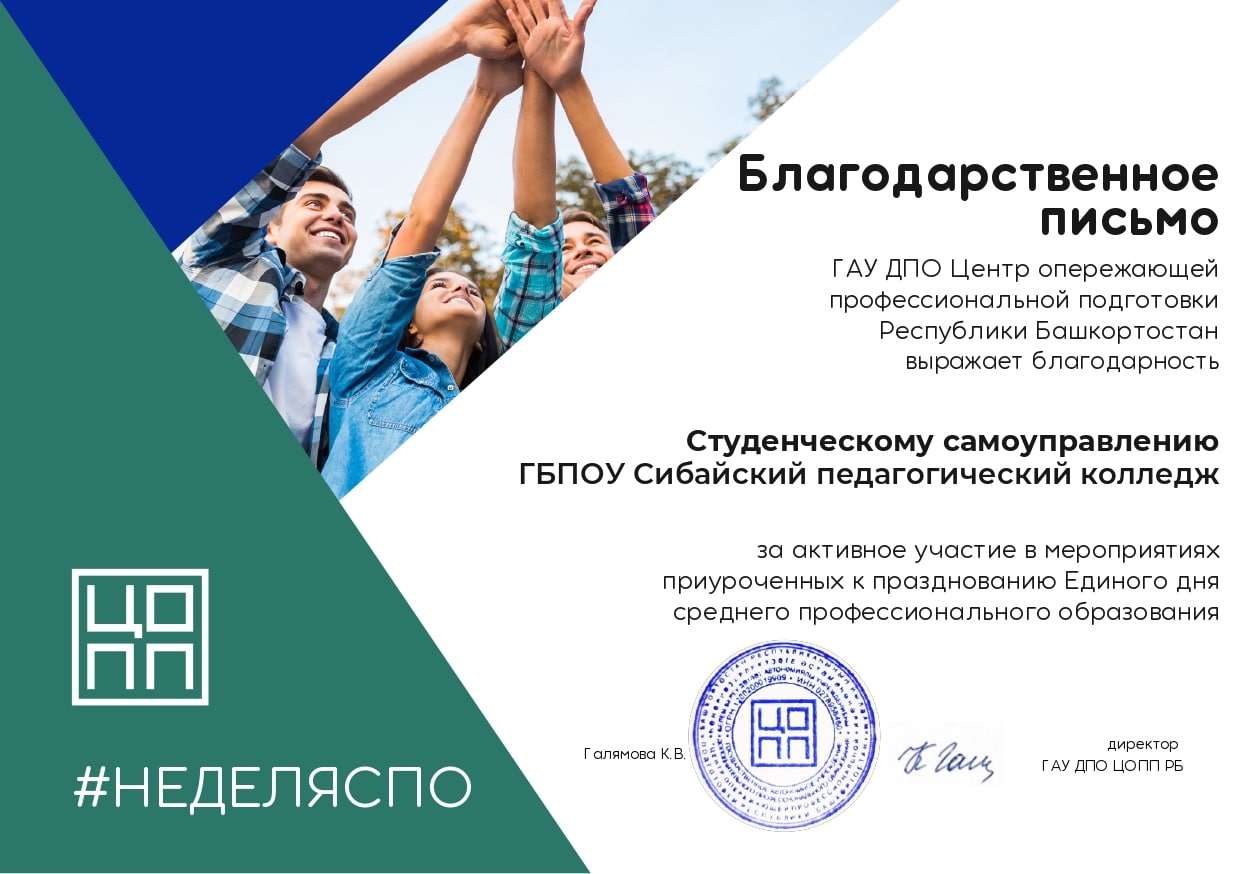 Благодарственное
письмо
ГАУ ДПО Центр опережающей
профессиональной подготовки
Республики Башкортостан
выражает благодарность
Студенческому самоуправлению
ГБПОУ Сибайский педагогический колледж
за активное участие в мероприятиях
приуроченных к празднованию Единого дня
среднего профессионального образования
ЦО
ПП
#НЕДЕЛЯСПО
Галямова К.В.
ЦО
ПП
директор
ГАУ ДПО ЦОПП РБ